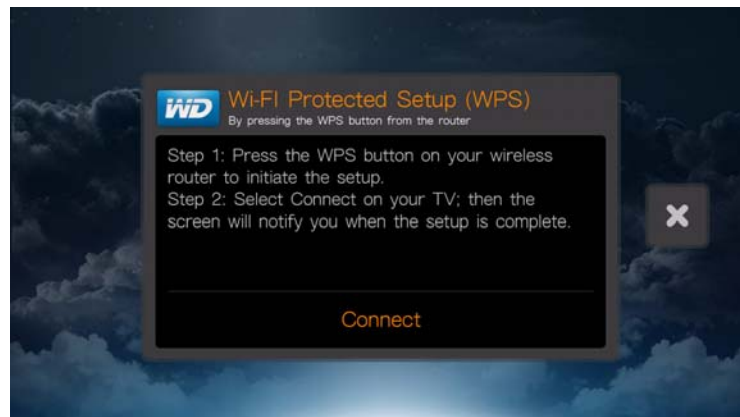 WD
Wi-FI Protected Setup (WPS)
By pressing the WPS button from the router
Step 1: Press the WPS button on your wireless
router to initiate the setup.
Step 2: Select Connect on your TV; then the
screen will notify you when the setup is complete.
Connect